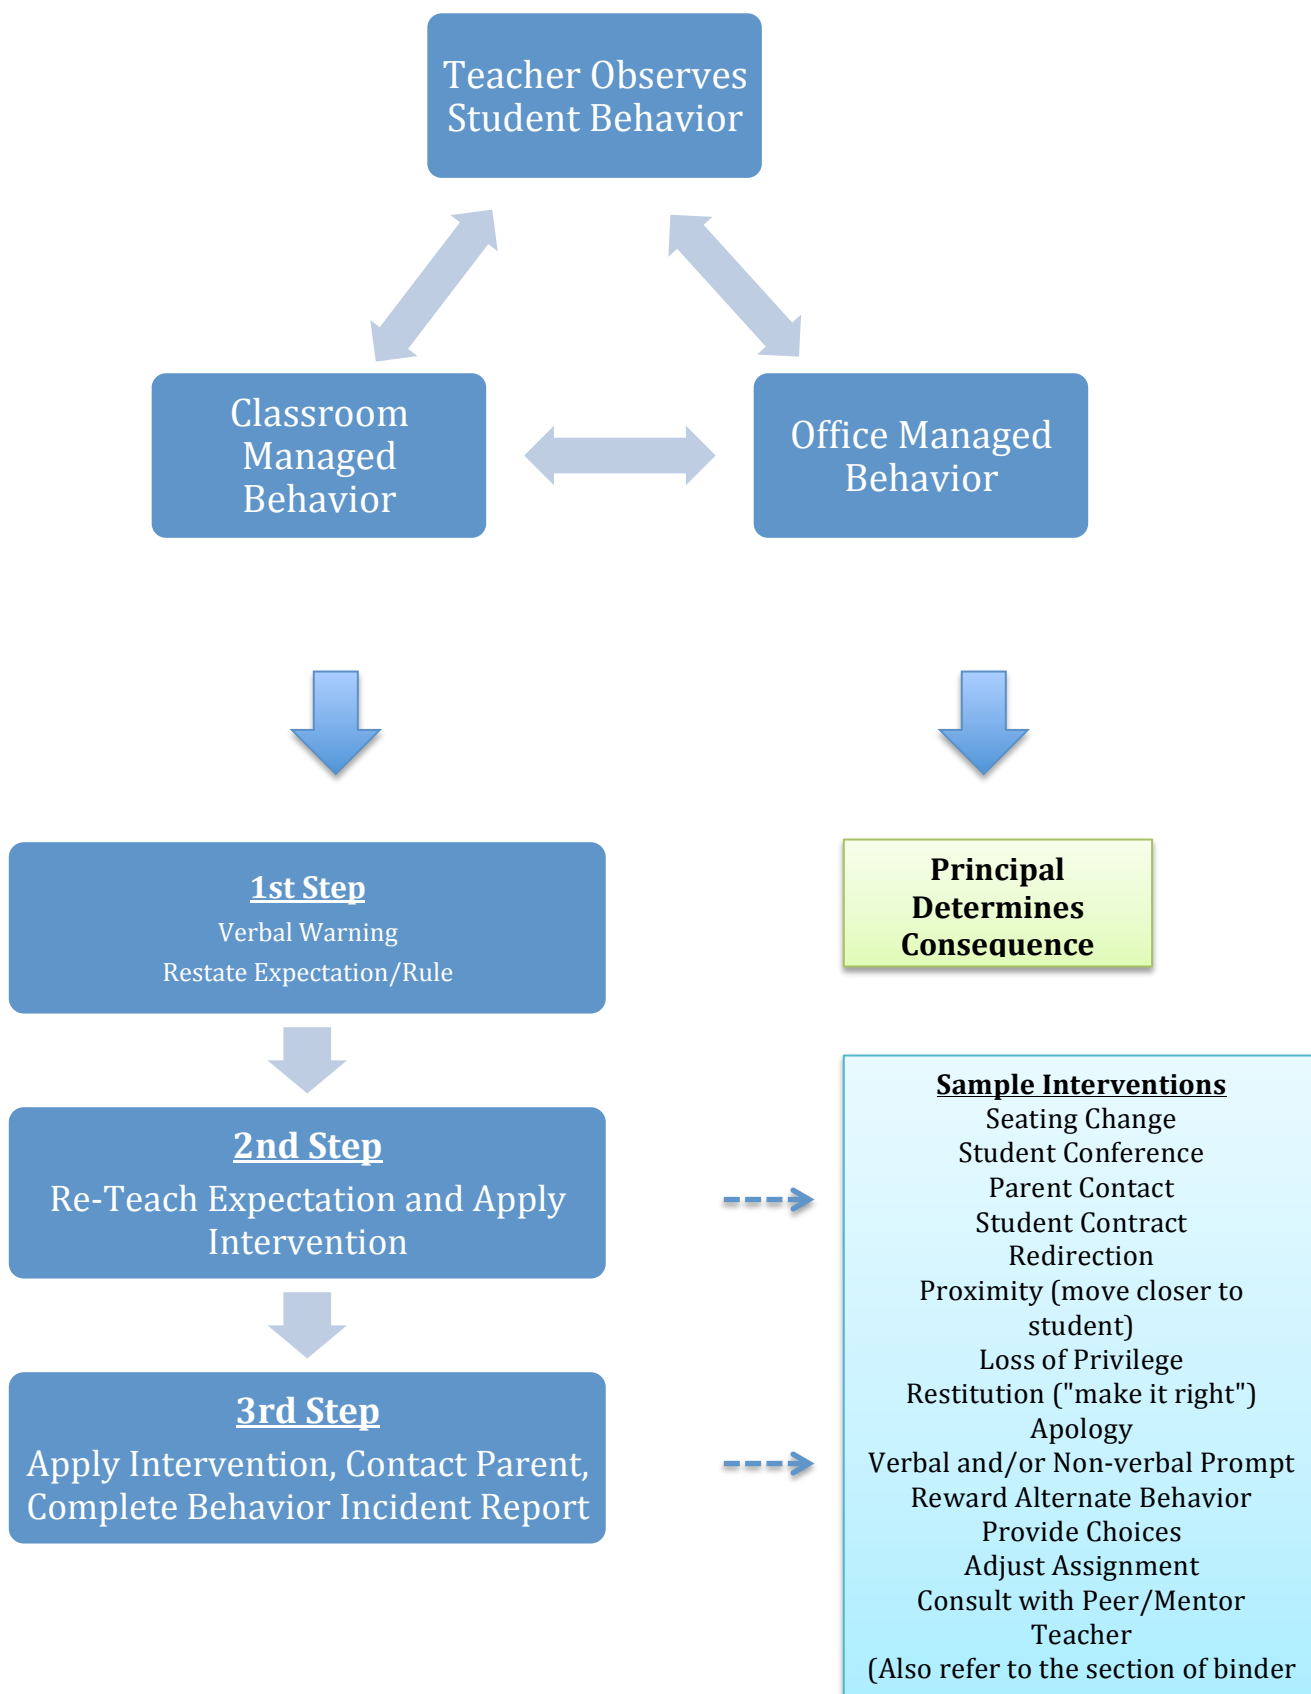 Teacher Observes
Student Behavior
Classroom
Managed
Behavior
Office Managed
Behavior
1st Step
Verbal Warning
Restate Expectation/Rule
Principal
Determines
Consequence
2nd Step
Re-Teach Expectation and Apply
Intervention
3rd Step
Apply Intervention, Contact Parent,
Complete Behavior Incident Report
Sample Interventions
Seating Change
Student Conference
Parent Contact
Student Contract
Redirection
Proximity (move closer to
student)
Loss of Privilege
Restitution ("make it right")
Apology
Verbal and/or Non-verbal Prompt
Reward Alternate Behavior
Provide Choices
Adjust Assignment
Consult with Peer/Mentor
Teacher
(Also refer to the section of binder